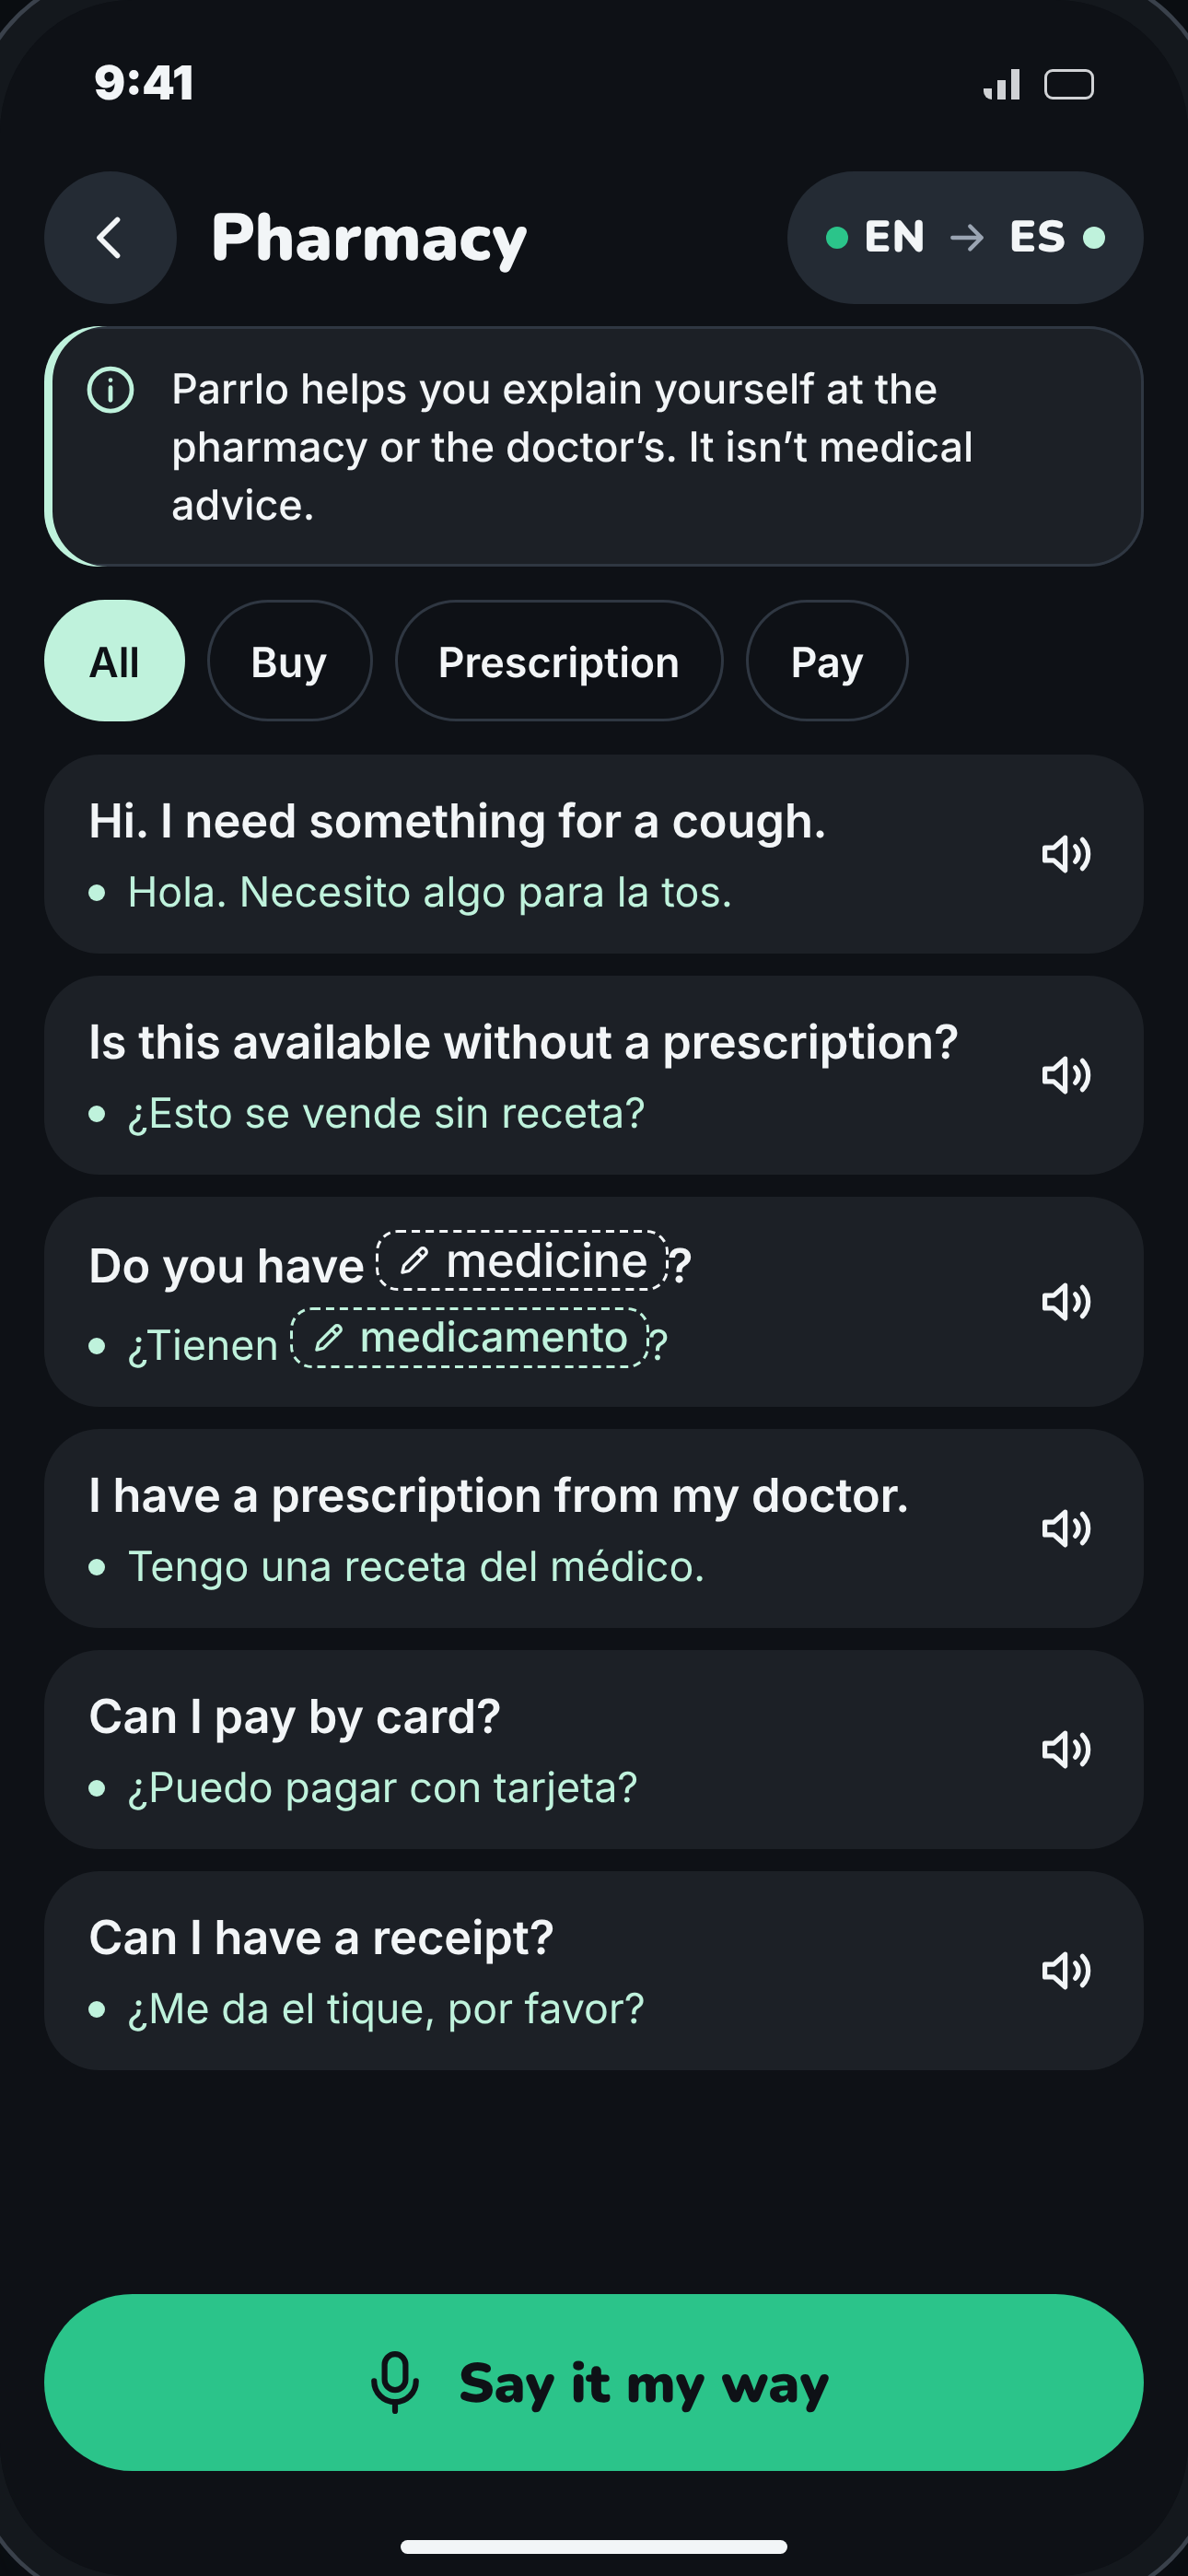 9:41
Pharmacy
EN → ES
Parrlo helps you explain yourself at the
pharmacy or the doctor’s. It isn’t medical
advice.
All
Buy
Prescription
Pay
Hi. I need something for a cough.
Hola. Necesito algo para la tos.
Is this available without a prescription?
¿Esto se vende sin receta?
Do you have medicine?
¿Tienen medicamento?
I have a prescription from my doctor.
Tengo una receta del médico.
Can I pay by card?
¿Puedo pagar con tarjeta?
Can I have a receipt?
¿Me da el tique, por favor?
Say it my way